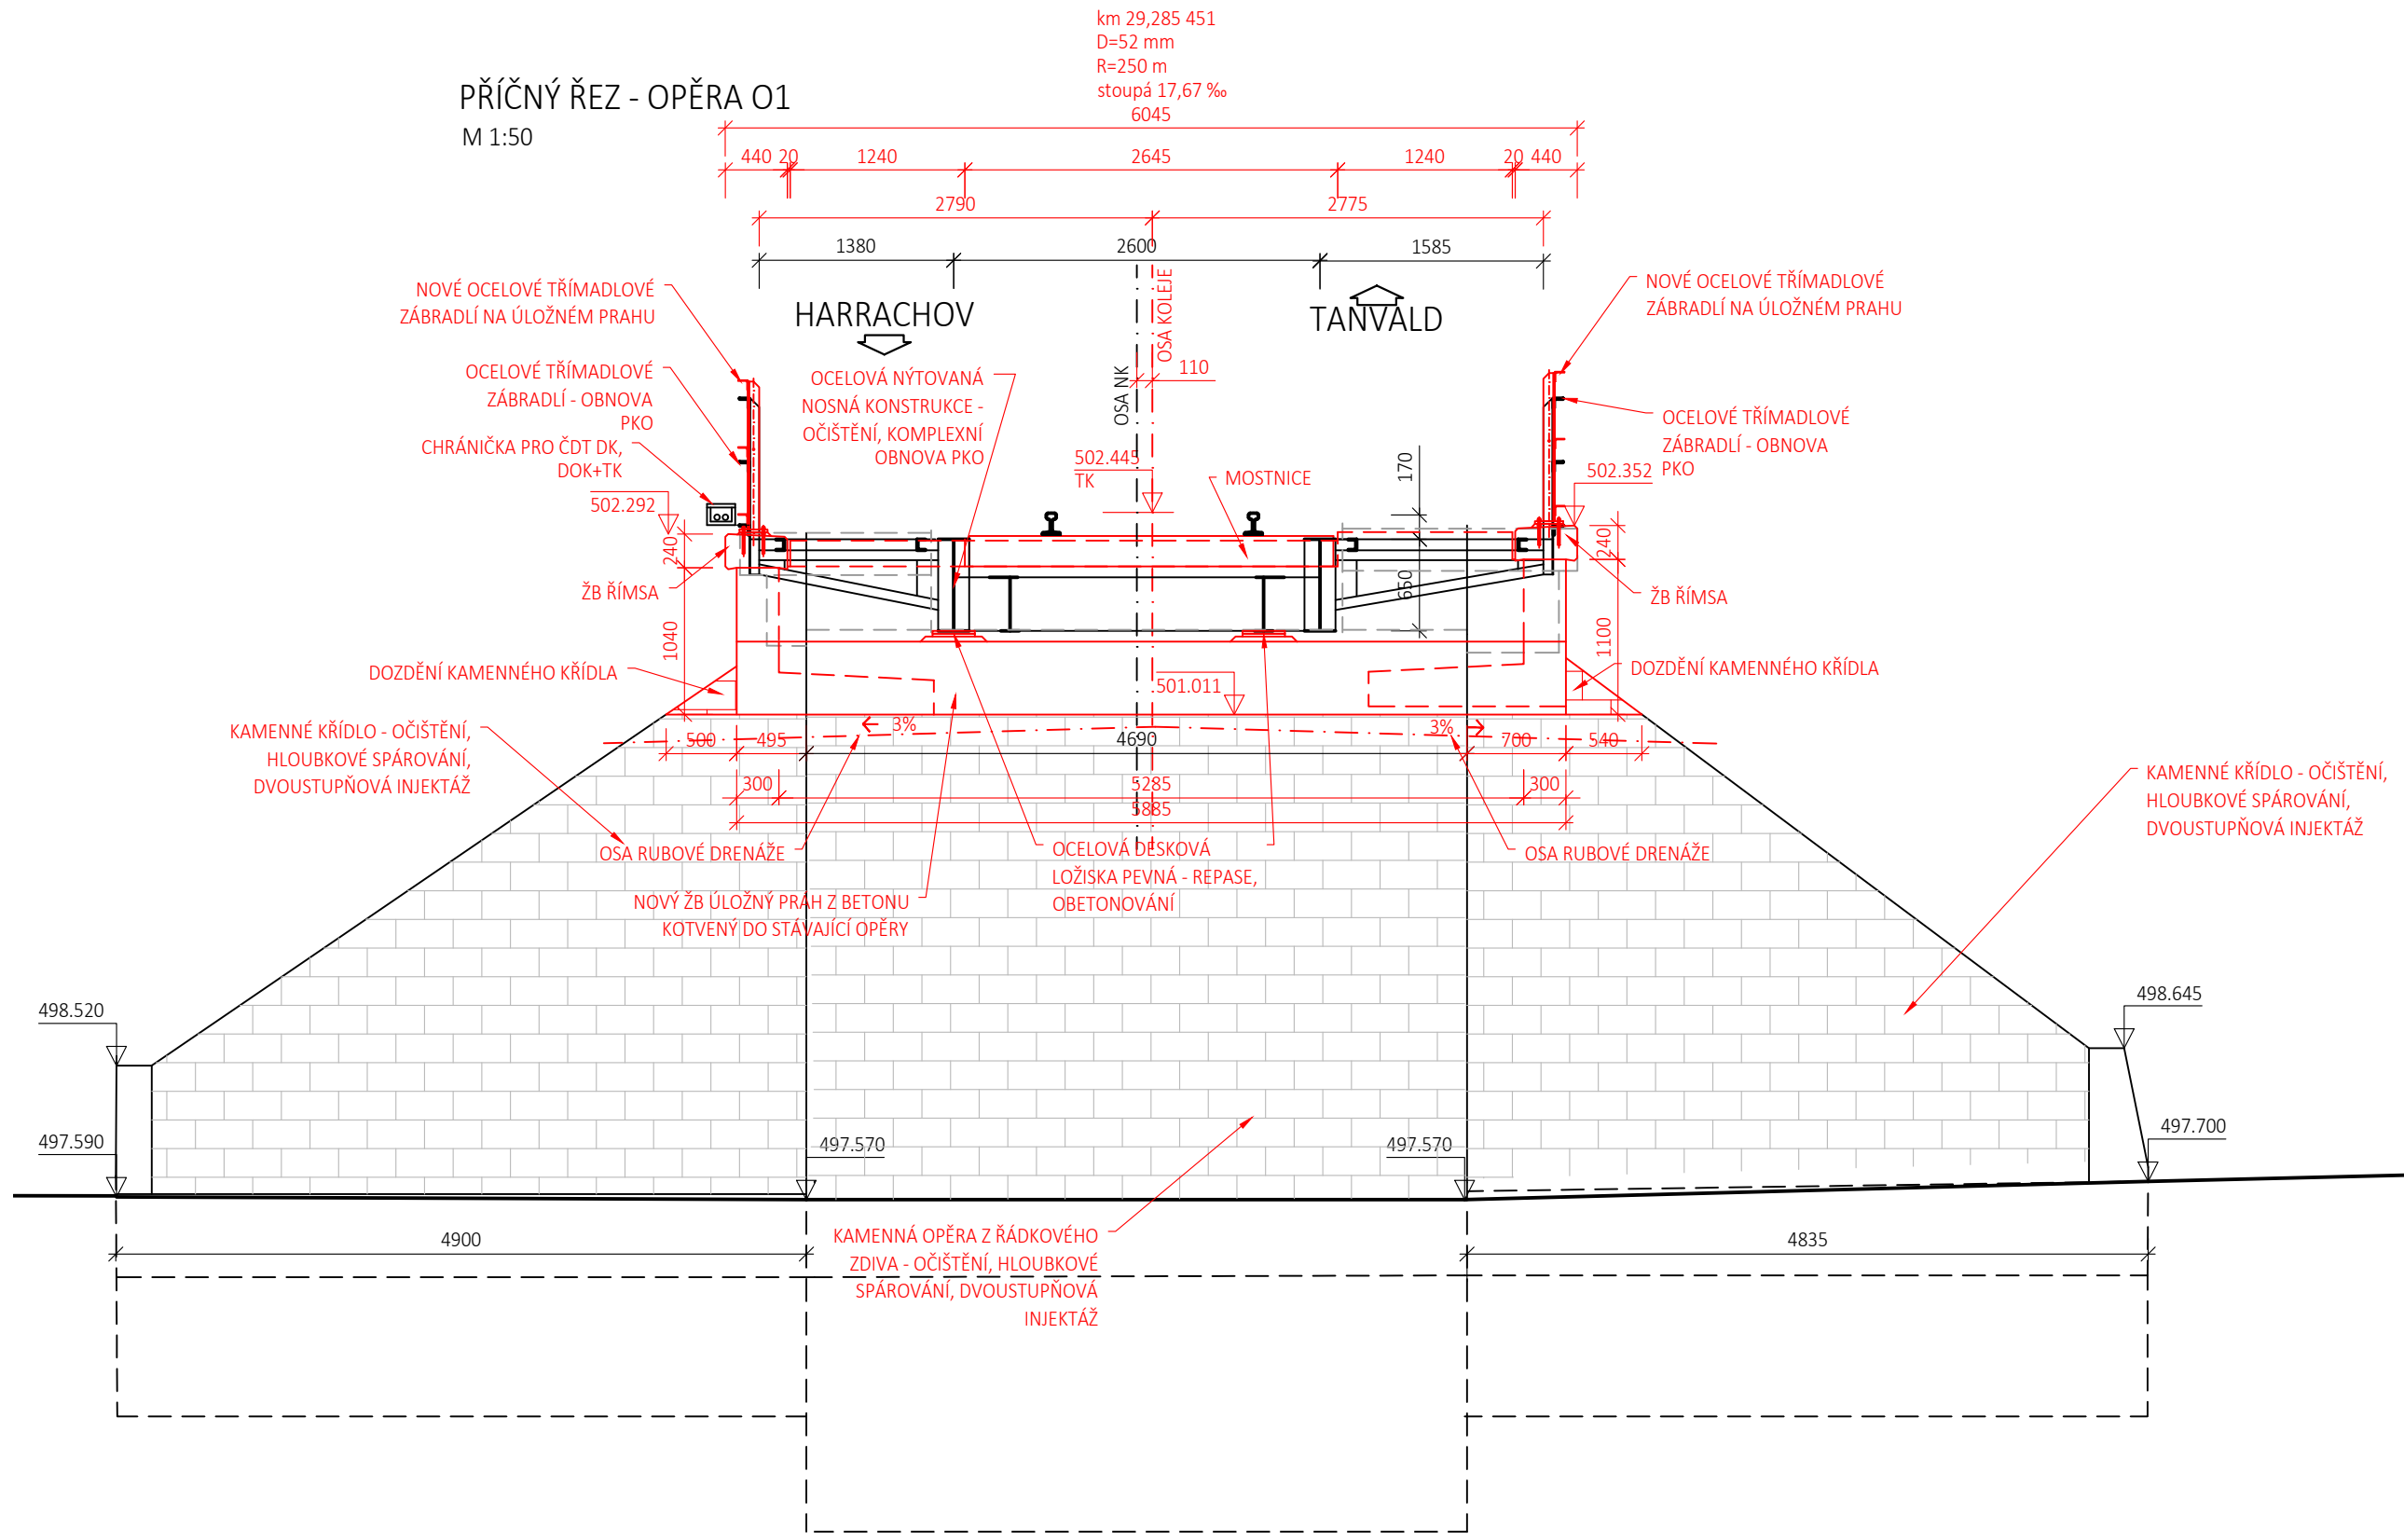 km 29,285 451
D=52 mm
R=250 m
stoupá 17,67 ‰
PŘÍČNÝ ŘEZ - OPĚRA O1
M 1:50
6045
440 20 1240 2645 1240 20 440
2790 2775
1380 2600 1585
HARRACHOV
TANVALD
NOVÉ OCELOVÉ TŘÍMADLOVÉ
ZÁBRADLÍ NA ÚLOŽNÉM PRAHU
OCELOVÉ TŘÍMADLOVÉ
ZÁBRADLÍ - OBNOVA
PKO
CHRÁNIČKA PRO ČDT DK,
DOK+TK
502.292
OCELOVÁ NÝTOVANÁ
NOSNÁ KONSTRUKCE -
OČIŠTĚNÍ, KOMPLEXNÍ
OBNOVA PKO
OSA NK
OSA KOLEJE
110
502.445
TK
MOSTNICE
170
650
NOVÉ OCELOVÉ TŘÍMADLOVÉ
ZÁBRADLÍ NA ÚLOŽNÉM PRAHU
OCELOVÉ TŘÍMADLOVÉ
ZÁBRADLÍ - OBNOVA
PKO
502.352
240
1040
ŽB ŘÍMSA
240
1100
ŽB ŘÍMSA
DOZDĚNÍ KAMENNÉHO KŘÍDLA
501.011
DOZDĚNÍ KAMENNÉHO KŘÍDLA
KAMENNÉ KŘÍDLO - OČIŠTĚNÍ,
HLOUBKOVÉ SPÁROVÁNÍ,
DVOUSTUPŇOVÁ INJEKTÁŽ
3% 3%
500 495 4690 700 540
300 5285 300
5885
KAMENNÉ KŘÍDLO - OČIŠTĚNÍ,
HLOUBKOVÉ SPÁROVÁNÍ,
DVOUSTUPŇOVÁ INJEKTÁŽ
OSA RUBOVÉ DRENÁŽE
OCELOVÁ DESKOVÁ
LOŽISKA PEVNÁ - REPASE,
OBETONOVÁNÍ
OSA RUBOVÉ DRENÁŽE
NOVÝ ŽB ÚLOŽNÝ PRÁH Z BETONU
KOTVENÝ DO STÁVAJÍCÍ OPĚRY
498.520
498.645
497.590
497.570
497.570
497.700
4900
4835
KAMENNÁ OPĚRA Z ŘÁDKOVÉHO
ZDIVA - OČIŠTĚNÍ, HLOUBKOVÉ
SPÁROVÁNÍ, DVOUSTUPŇOVÁ
INJEKTÁŽ